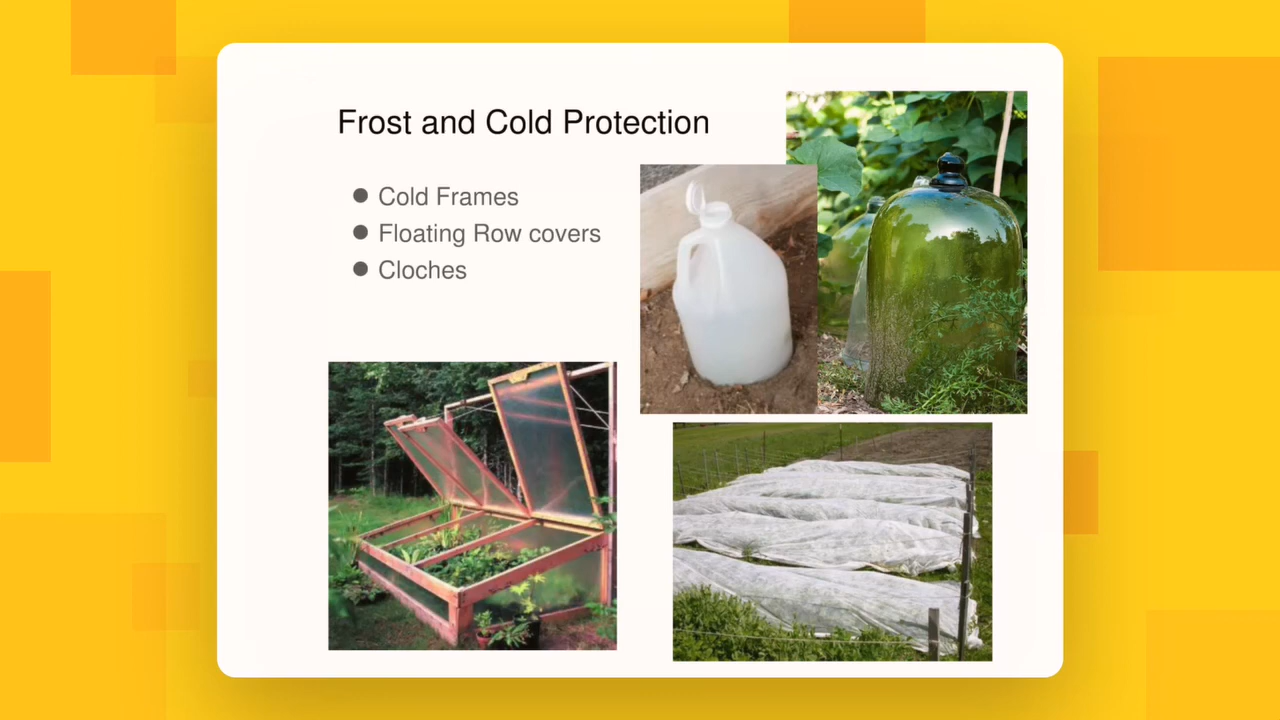 Frost and Cold Protection
● Cold Frames
● Floating Row covers
● Cloches